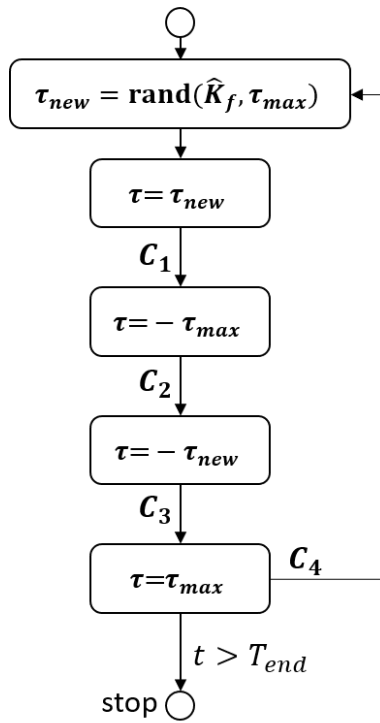 τ_new = rand(K̂_f, τ_max)
τ= τ_new
C_1
τ= − τ_max
C_2
τ= − τ_new
C_3
τ=τ_max
C_4
t > T_end
stop